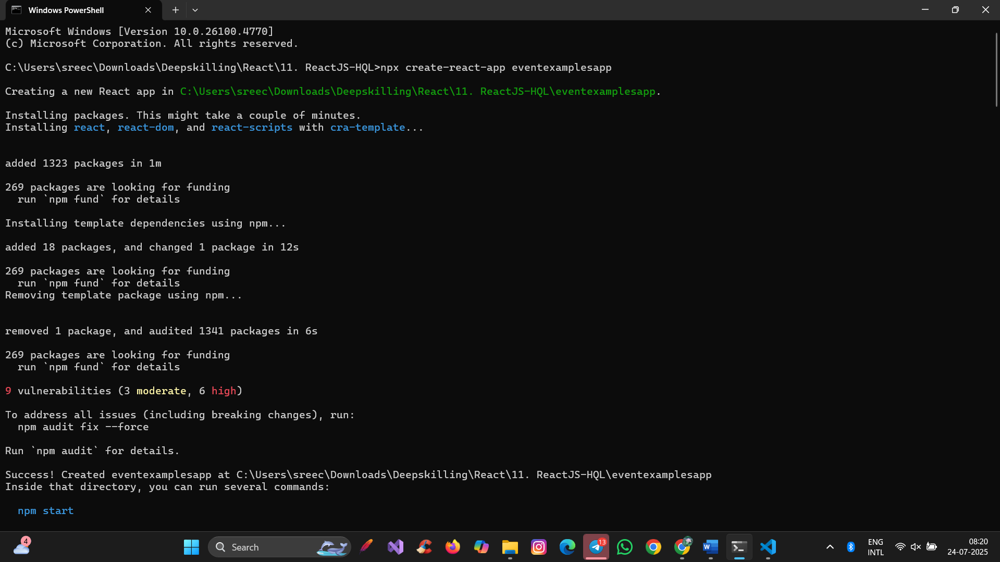 Windows PowerShell
Microsoft Windows [Version 10.0.26100.4770]
(c) Microsoft Corporation. All rights reserved.
C:\Users\sreec\Downloads\Deepskilling\React\11. ReactJS-HQL>npx create-react-app eventexamplesapp
Creating a new React app in C:\Users\sreec\Downloads\Deepskilling\React\11. ReactJS-HQL\eventexamplesapp.
Installing packages. This might take a couple of minutes.
Installing react, react-dom, and react-scripts with cra-template...
added 1323 packages in 1m
269 packages are looking for funding
  run `npm fund` for details
Installing template dependencies using npm...
added 18 packages, and changed 1 package in 12s
269 packages are looking for funding
  run `npm fund` for details
Removing template package using npm...
removed 1 package, and audited 1341 packages in 6s
269 packages are looking for funding
  run `npm fund` for details
9 vulnerabilities (3 moderate, 6 high)
To address all issues (including breaking changes), run:
  npm audit fix --force
Run `npm audit` for details.
Success! Created eventexamplesapp at C:\Users\sreec\Downloads\Deepskilling\React\11. ReactJS-HQL\eventexamplesapp
Inside that directory, you can run several commands:
  npm start
4
Search
13
W
ENG
INTL
08:20
24-07-2025